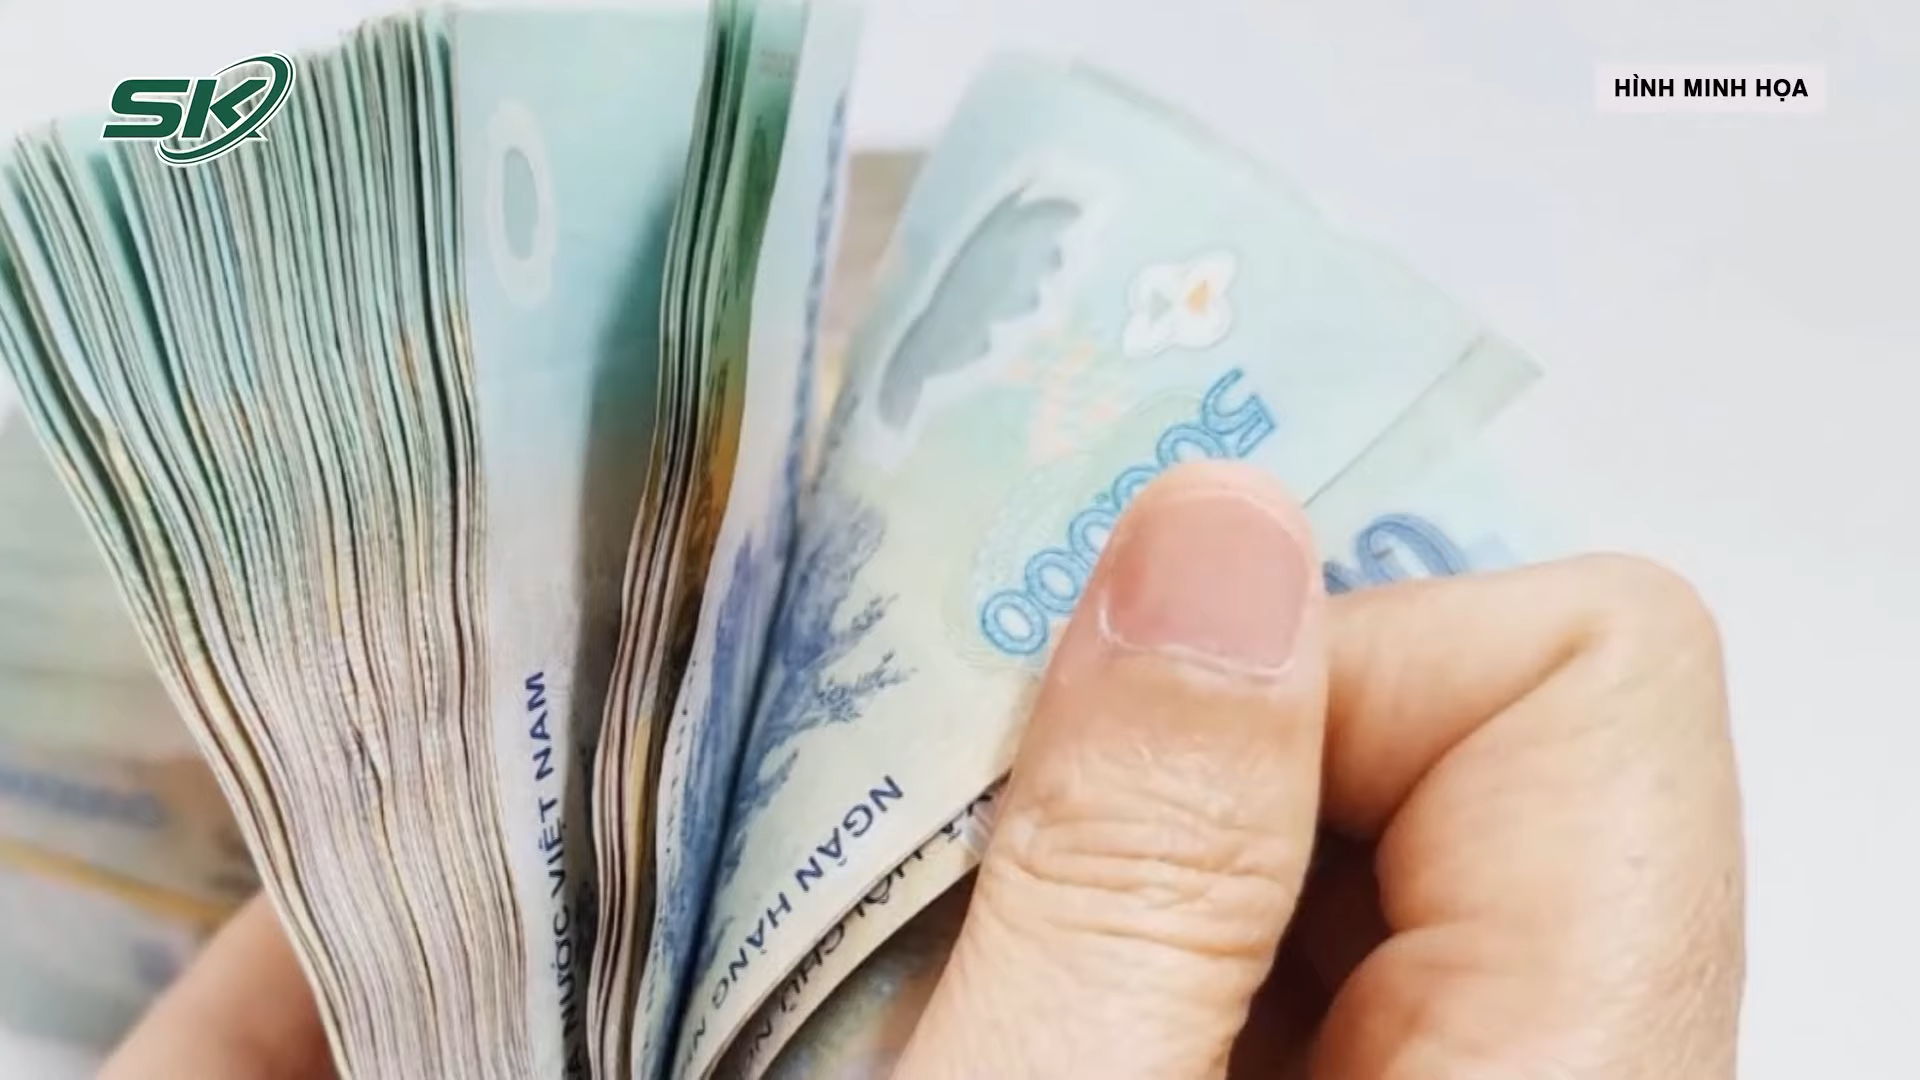 SK
HÌNH MINH HỌA
500000
NGÂN HÀNG
NƯỚC VIỆT NAM